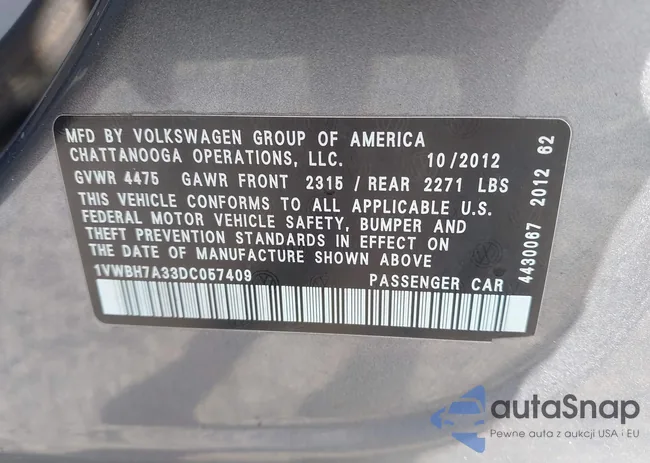 MFD BY VOLKSWAGEN GROUP OF AMERICA
CHATTANOOGA OPERATIONS, LLC. 10/2012
GVWR 4475 GAWR FRONT 2315/REAR 2271 LBS
THIS VEHICLE CONFORMS TO ALL APPLICABLE U.S.
FEDERAL MOTOR VEHICLE SAFETY, BUMPER AND
THEFT PREVENTION STANDARDS IN EFFECT ON
THE DATE OF MANUFACTURE SHOWN ABOVE.
1VWBH7A33DC057409 PASSENGER CAR
4430067 2012 62
autaSnap
Pewne auta z aukcji USA i EU